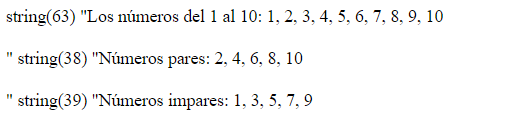 string(63) "Los números del 1 al 10: 1, 2, 3, 4, 5, 6, 7, 8, 9, 10
" string(38) "Números pares: 2, 4, 6, 8, 10
" string(39) "Números impares: 1, 3, 5, 7, 9